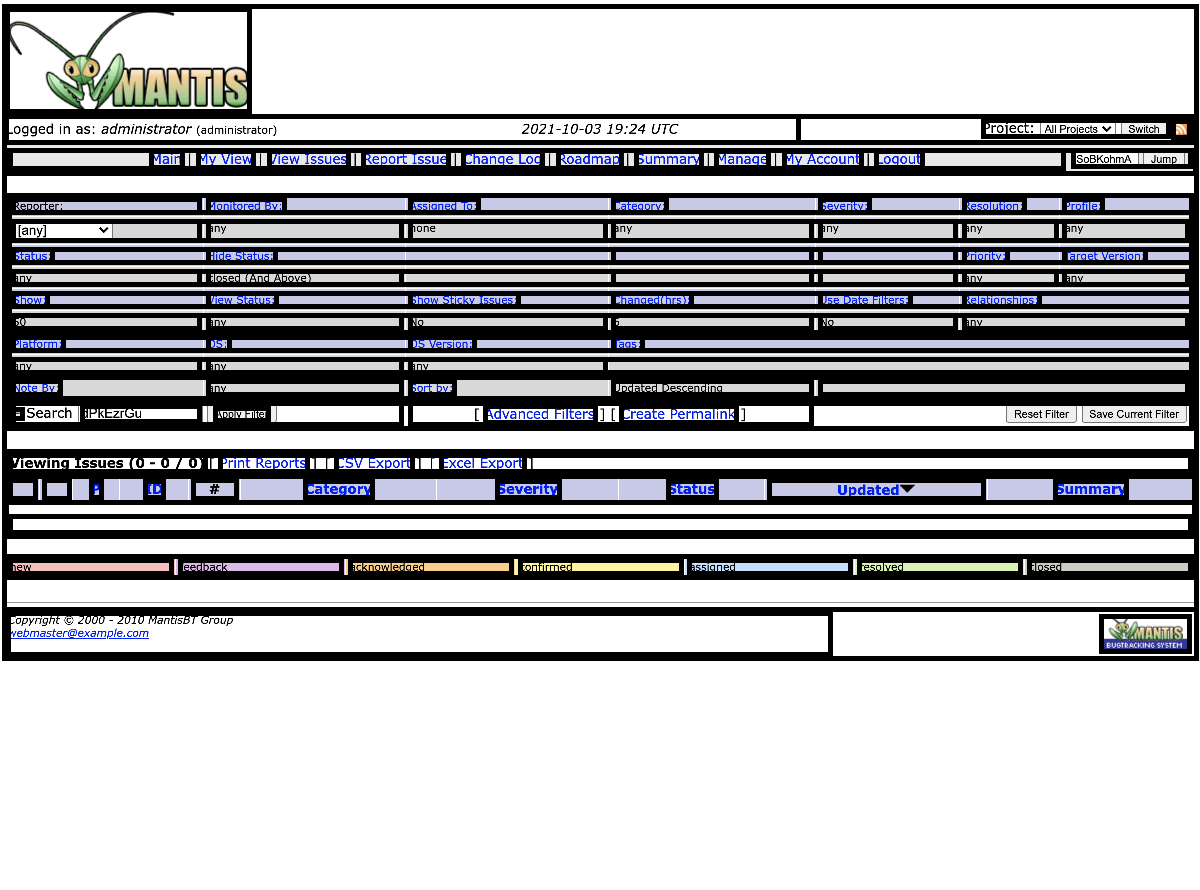 MANTIS
Logged in as: administrator (administrator) 2021-10-03 19:24 UTC Project: All Projects Switch
Main | My View | View Issues | Report Issue | Change Log | Roadmap | Summary | Manage | My Account | Logout SoBKohmA Jump
Reporter: Monitored By: Assigned To: Category: Severity: Resolution: Profile:
[any] any none any any any any
Status: Hide Status: Priority: Target Version:
any closed (And Above) any any
Show: View Status: Show Sticky Issues: Changed(hrs): Use Date Filters: Relationships:
50 any No 6 No any
Platform: OS: OS Version: Tags:
any any any
Note By: any Sort by: Updated Descending
Search dPkEzrGu Apply Filter [ Advanced Filters ] [ Create Permalink ] Reset Filter Save Current Filter
Viewing Issues (0 - 0 / 0) [ Print Reports ] [ CSV Export ] [ Excel Export ]
P ID # Category Severity Status Updated Summary
new feedback acknowledged confirmed assigned resolved closed
Copyright © 2000 - 2010 MantisBT Group
webmaster@example.com
MANTIS
BUGTRACKING SYSTEM